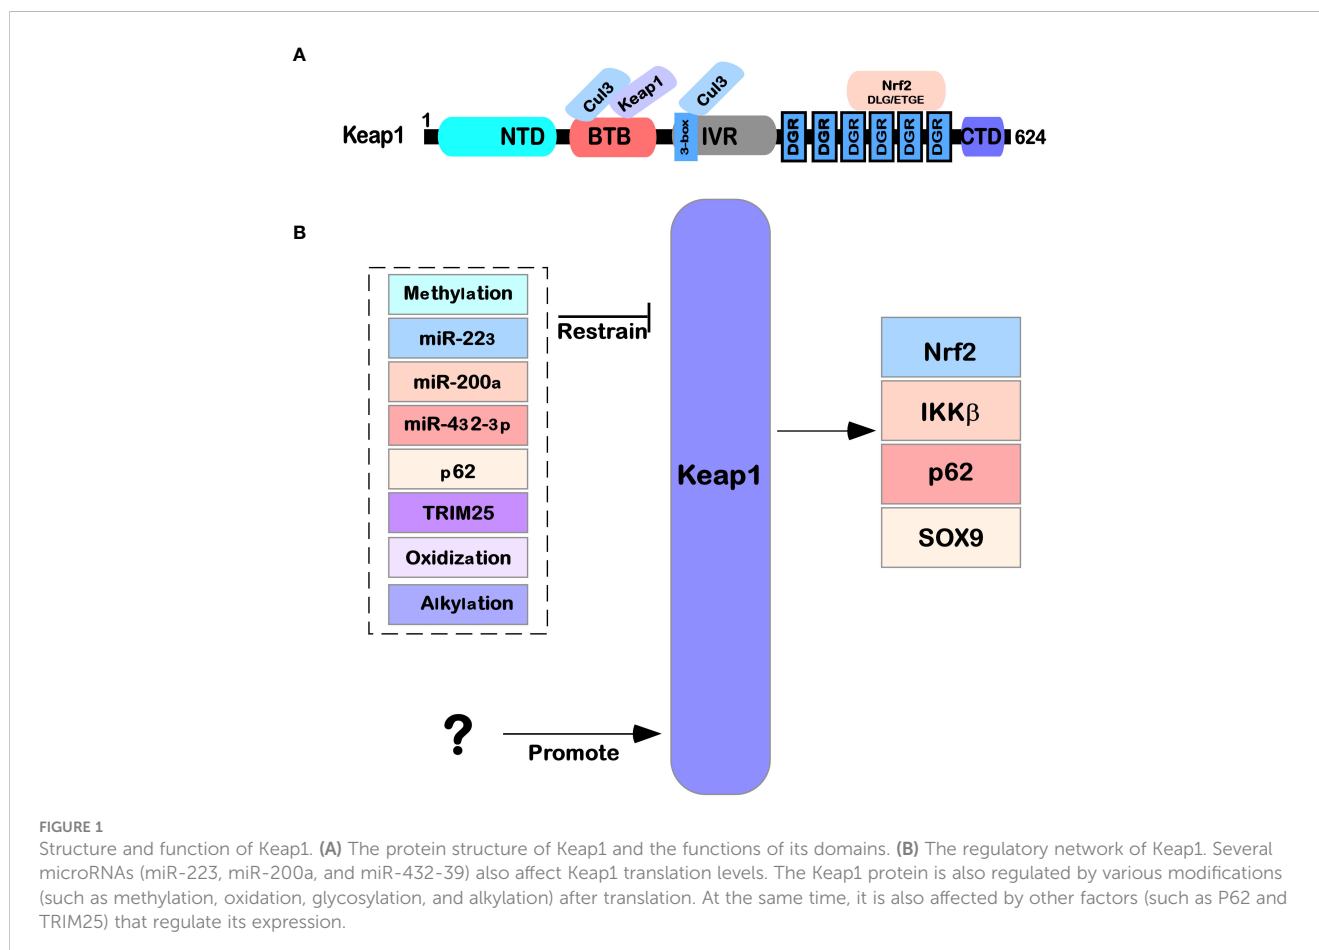 A
Cul3
Keap1
Cul3
Nrf2
DLG/ETGE
Keap1
1
NTD
BTB
3-box
IVR
DGR
DGR
DGR
DGR
DGR
DGR
CTD
624
B
Methylation
miR-223
miR-200a
miR-432-3p
p62
TRIM25
Oxidization
Alkylation
Restrain
Keap1
Nrf2
IKKβ
p62
SOX9
?
Promote
FIGURE 1
Structure and function of Keap1. (A) The protein structure of Keap1 and the functions of its domains. (B) The regulatory network of Keap1. Several
microRNAs (miR-223, miR-200a, and miR-432-39) also affect Keap1 translation levels. The Keap1 protein is also regulated by various modifications
(such as methylation, oxidation, glycosylation, and alkylation) after translation. At the same time, it is also affected by other factors (such as P62 and
TRIM25) that regulate its expression.